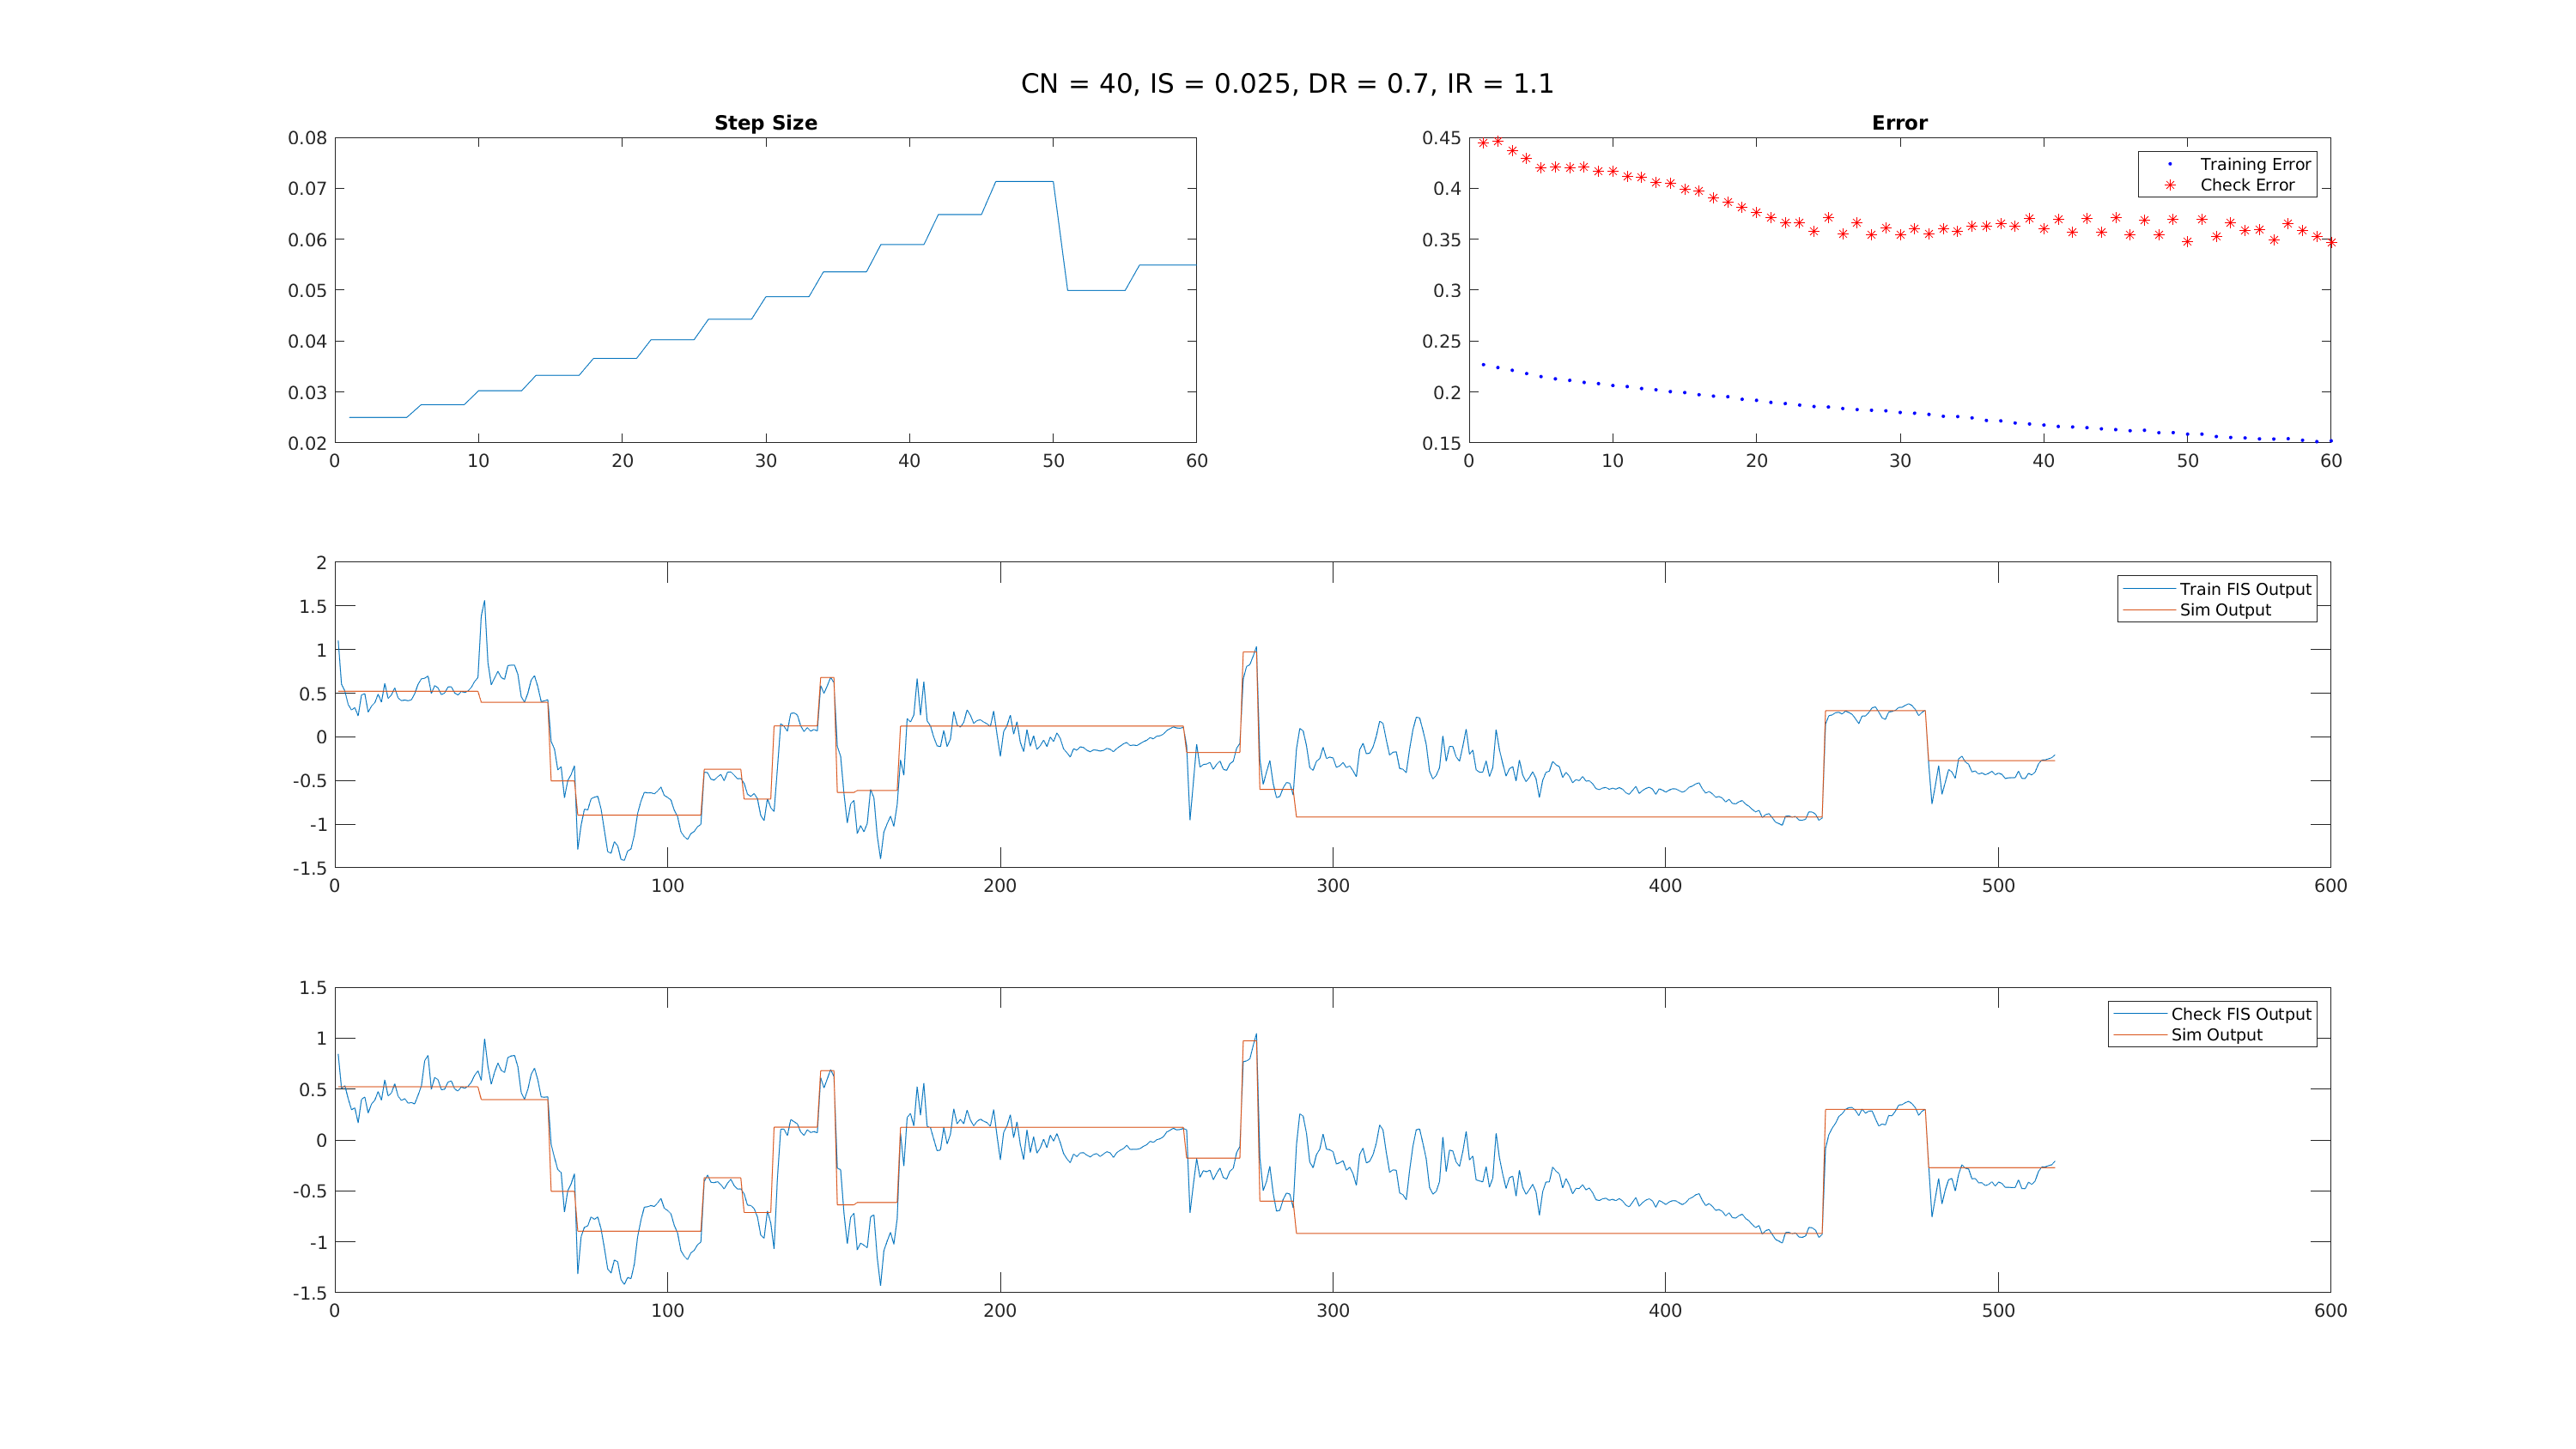 CN = 40, IS = 0.025, DR = 0.7, IR = 1.1
Step Size
0.08
0.07
0.06
0.05
0.04
0.03
0.02
0 10 20 30 40 50 60
Error
0.45
0.4
0.35
0.3
0.25
0.2
0.15
0 10 20 30 40 50 60
Training Error
Check Error
2
1.5
1
0.5
0
-0.5
-1
-1.5
0 100 200 300 400 500 600
Train FIS Output
Sim Output
1.5
1
0.5
0
-0.5
-1
-1.5
0 100 200 300 400 500 600
Check FIS Output
Sim Output